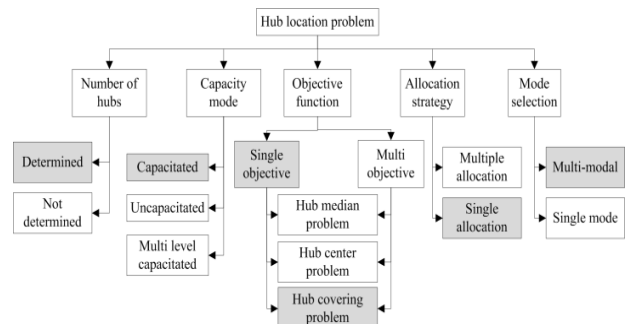 Hub location problem
Number of
hubs
Capacity
mode
Objective
function
Allocation
strategy
Mode
selection
Determined
Not
determined
Capacitated
Uncapacitated
Multi level
capacitated
Single
objective
Multi
objective
Hub median
problem
Hub center
problem
Hub covering
problem
Multiple
allocation
Single
allocation
Multi-modal
Single mode